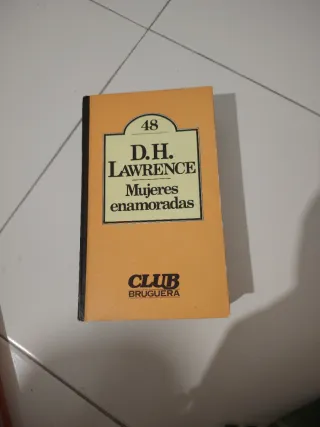 48
D.H.
LAWRENCE
Mujeres
enamoradas
CLUB
BRUGUERA